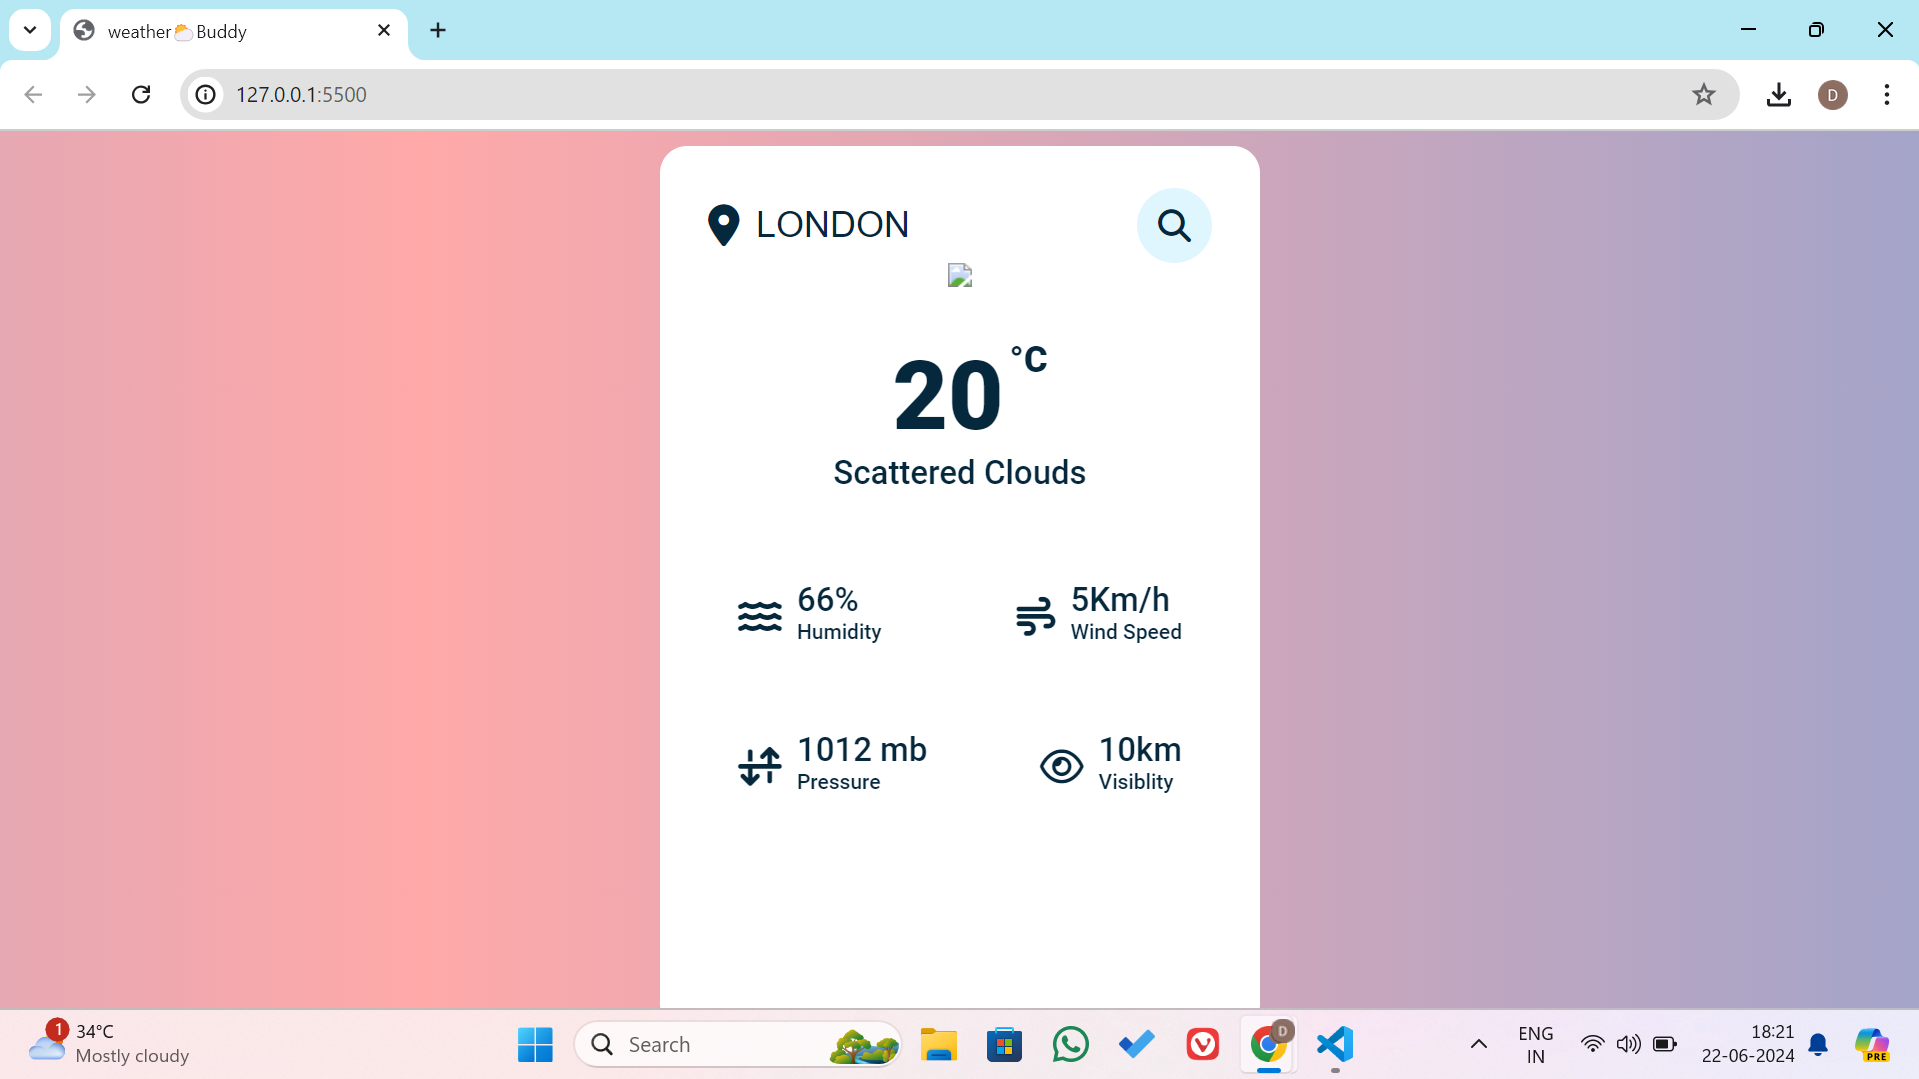 weather⛅Buddy
127.0.0.1:5500
D
LONDON
20 °C
Scattered Clouds
66%
Humidity
5Km/h
Wind Speed
1012 mb
Pressure
10km
Visiblity
1
34°C
Mostly cloudy
Search
D
ENG
IN
18:21
22-06-2024
PRE